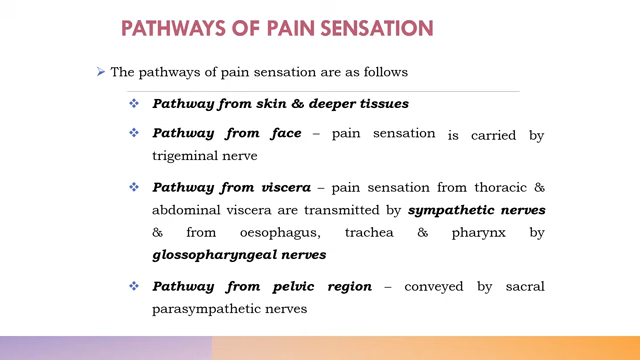 PATHWAYS OF PAIN SENSATION
➢ The pathways of pain sensation are as follows
❖ Pathway from skin & deeper tissues
❖ Pathway from face – pain sensation is carried by
trigeminal nerve
❖ Pathway from viscera – pain sensation from thoracic &
abdominal viscera are transmitted by sympathetic nerves
& from oesophagus, trachea & pharynx by
glossopharyngeal nerves
❖ Pathway from pelvic region – conveyed by sacral
parasympathetic nerves